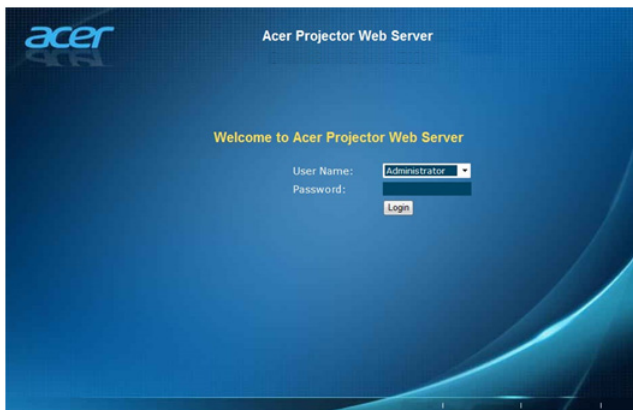 acer
Acer Projector Web Server
Welcome to Acer Projector Web Server
User Name: Administrator
Password:
Login